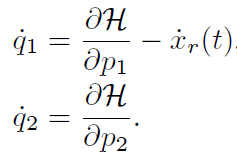 q̇₁ = ∂ℋ/∂p₁ − ẋᵣ(t),
q̇₂ = ∂ℋ/∂p₂.